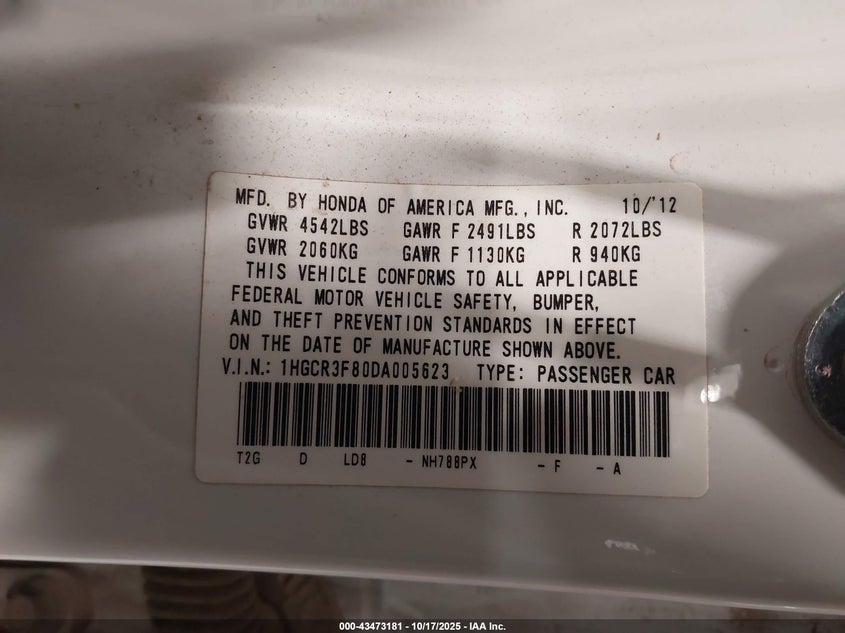 MFD. BY HONDA OF AMERICA MFG., INC. 10/'12
GVWR 4542LBS GAWR F 2491LBS R 2072LBS
GVWR 2060KG GAWR F 1130KG R 940KG
THIS VEHICLE CONFORMS TO ALL APPLICABLE
FEDERAL MOTOR VEHICLE SAFETY, BUMPER,
AND THEFT PREVENTION STANDARDS IN EFFECT
ON THE DATE OF MANUFACTURE SHOWN ABOVE.
V.I.N.: 1HGCR3F80DA005623 TYPE: PASSENGER CAR
T2G D LD8 - NH788PX - F - A
000-43473181 | 10/17/2025 - IAA Inc.